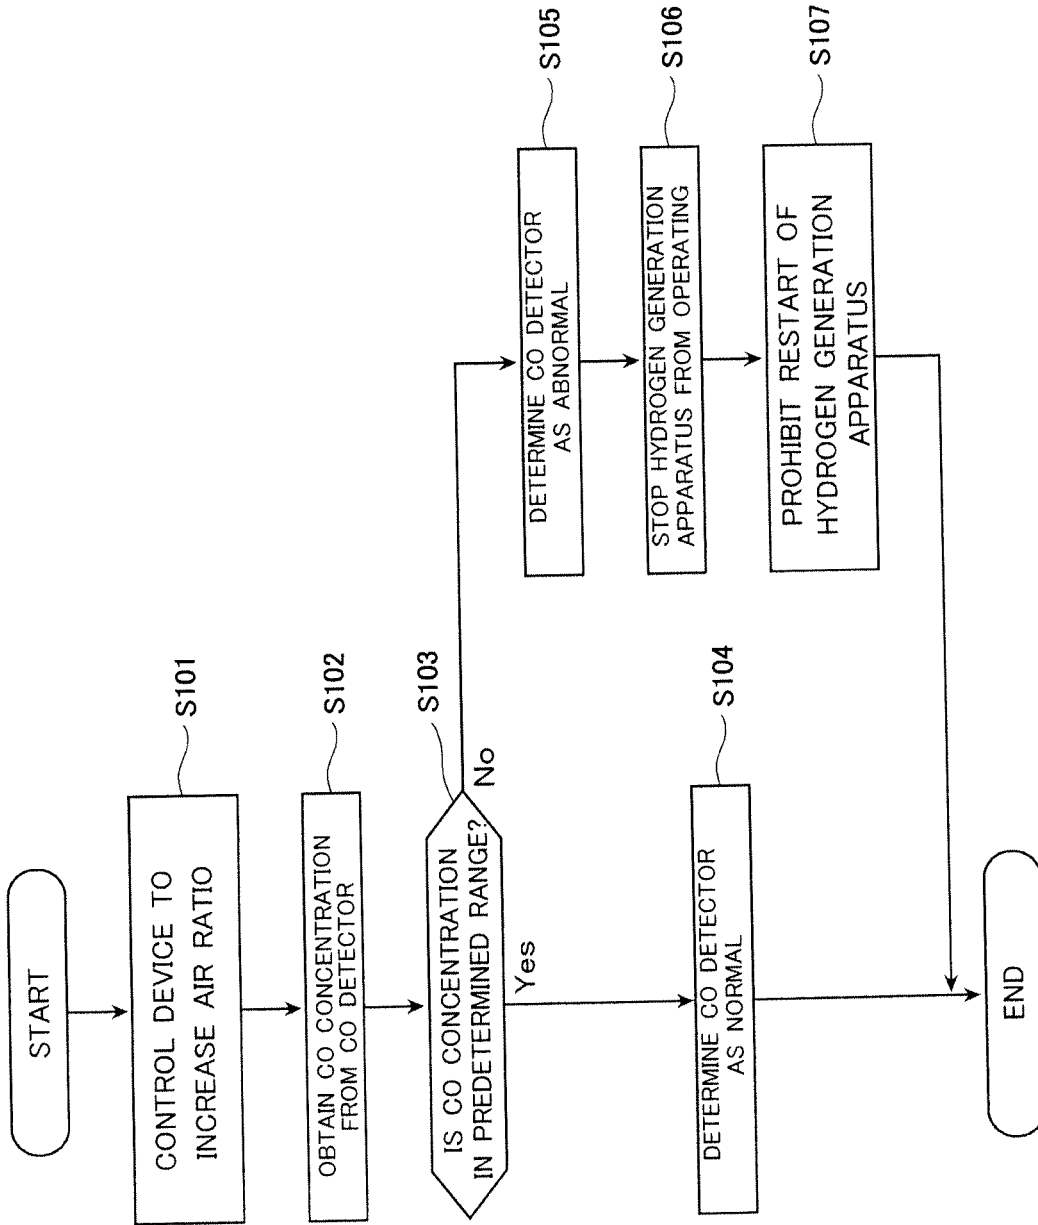 START
CONTROL DEVICE TO
INCREASE AIR RATIO
S101
OBTAIN CO CONCENTRATION
FROM CO DETECTOR
S102
IS CO CONCENTRATION
IN PREDETERMINED RANGE?
S103
No
Yes
DETERMINE CO DETECTOR
AS NORMAL
S104
DETERMINE CO DETECTOR
AS ABNORMAL
S105
STOP HYDROGEN GENERATION
APPARATUS FROM OPERATING
S106
PROHIBIT RESTART OF
HYDROGEN GENERATION
APPARATUS
S107
END